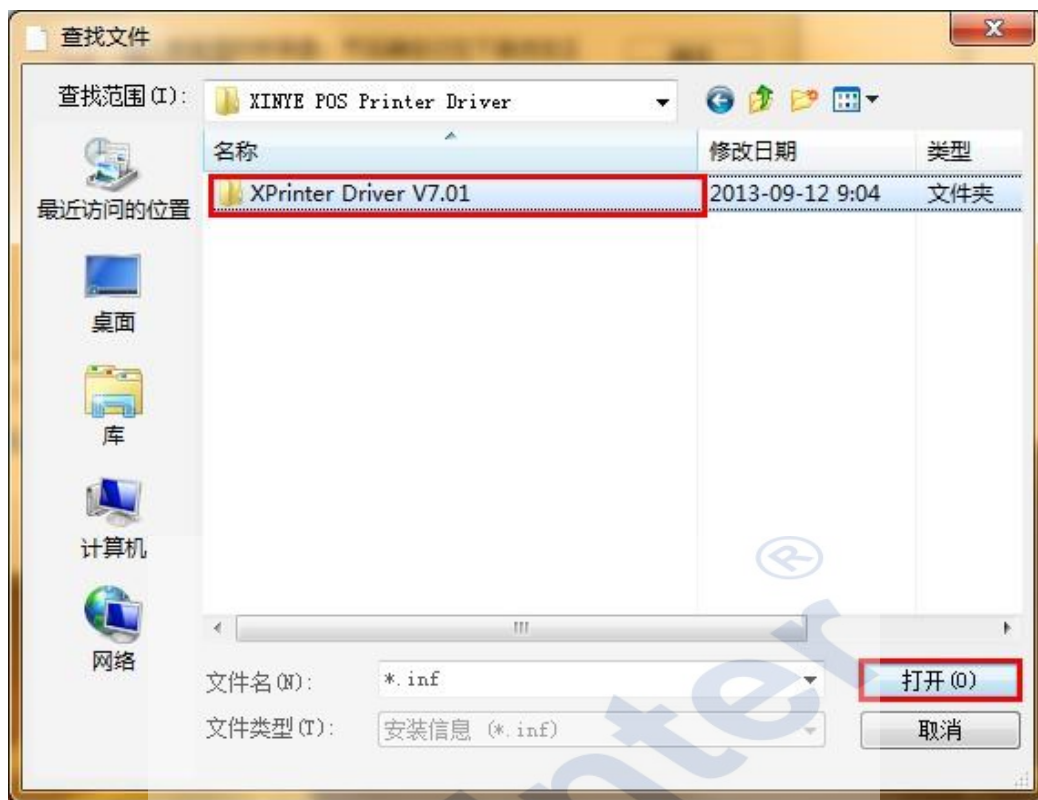 查找文件
查找范围(I):
XINYE POS Printer Driver
名称
修改日期
类型
XPrinter Driver V7.01
2013-09-12 9:04
文件夹
最近访问的位置
桌面
库
计算机
网络
文件名(N):
*.inf
打开(O)
文件类型(T):
安装信息 (*.inf)
取消
nter®